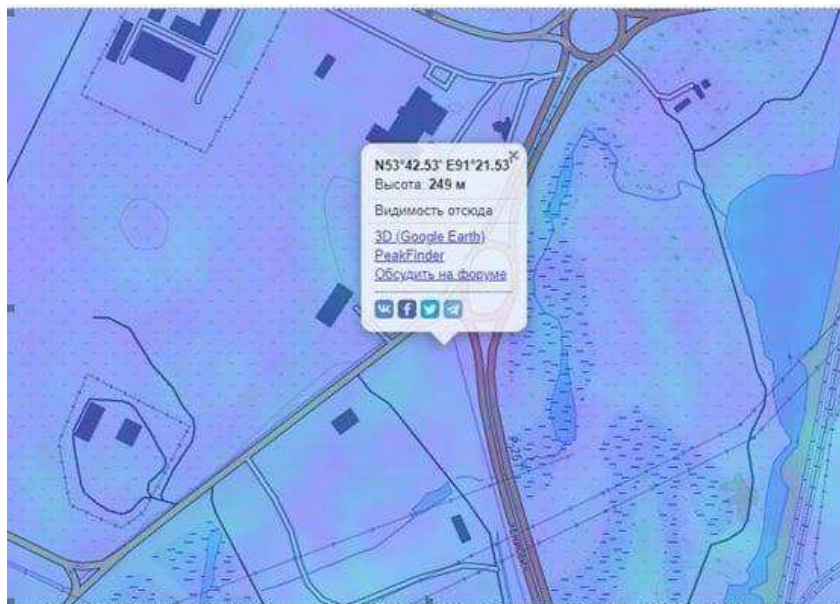 N53°42.53' E91°21.53'
Высота: 249 м
Видимость отсюда
3D (Google Earth)
PeakFinder
Обсудить на форуме